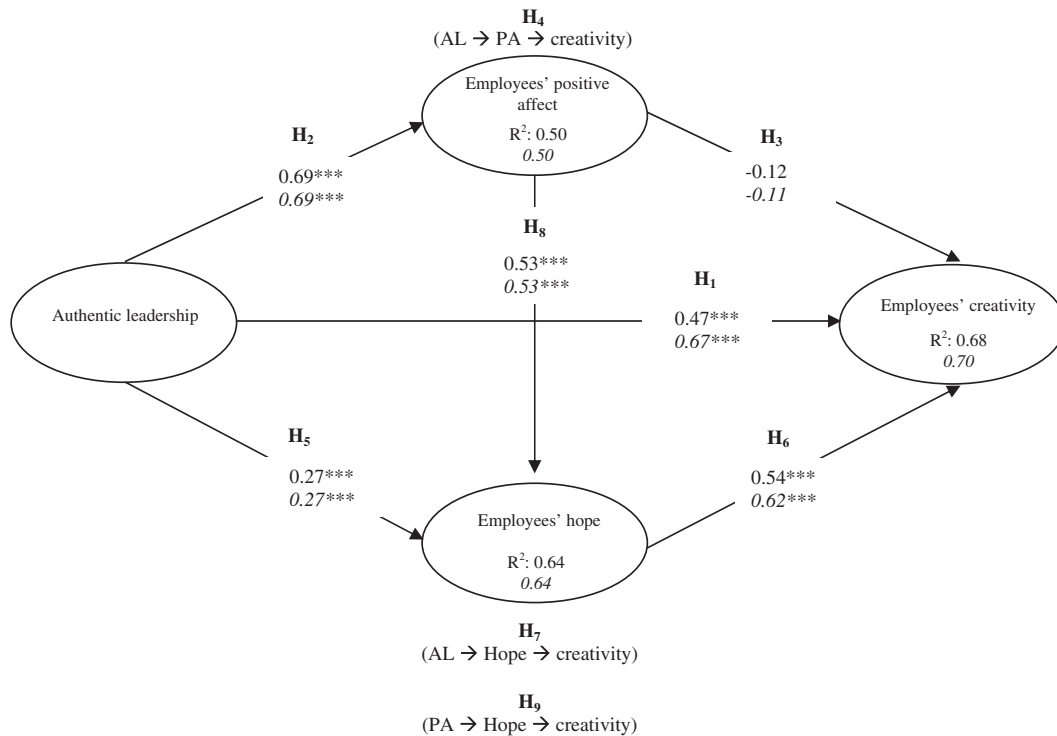 H4
(AL → PA → creativity)
Employees' positive
affect
R2: 0.50
0.50
H2
0.69***
0.69***
H3
-0.12
-0.11
H8
0.53***
0.53***
Authentic leadership
H1
0.47***
0.67***
Employees' creativity
R2: 0.68
0.70
H5
0.27***
0.27***
H6
0.54***
0.62***
Employees' hope
R2: 0.64
0.64
H7
(AL → Hope → creativity)
H9
(PA → Hope → creativity)